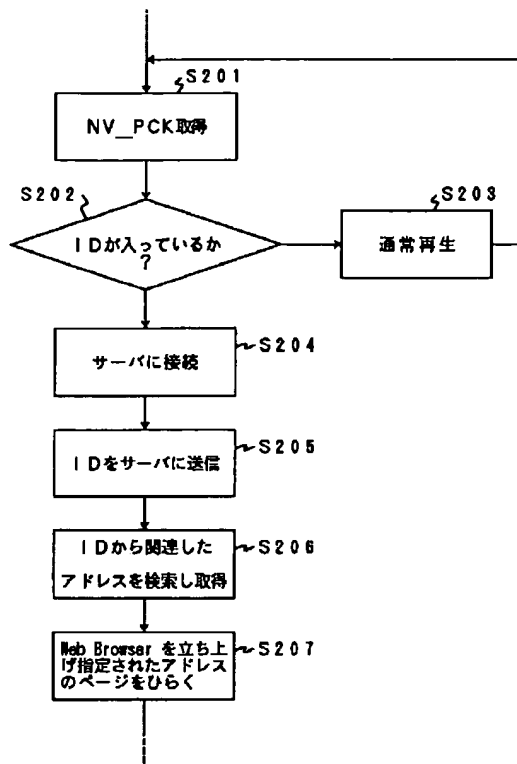 S201
NV_PCK取得
S202
IDが入っているか
?
S203
通常再生
サーバに接続
S204
IDをサーバに送信
S205
IDから関連した
アドレスを検索し取得
S206
Web Browser を立ち上
げ指定されたアドレス
のページをひらく
S207